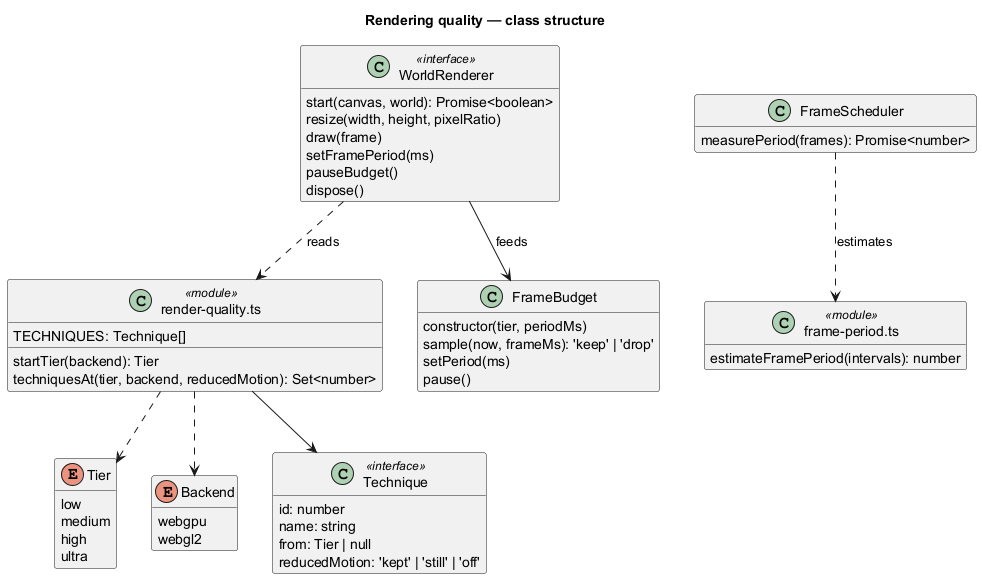 Rendering quality — class structure
C
«interface»
WorldRenderer
start(canvas, world): Promise<boolean>
resize(width, height, pixelRatio)
draw(frame)
setFramePeriod(ms)
pauseBudget()
dispose()
C
FrameScheduler
measurePeriod(frames): Promise<number>
reads
feeds
estimates
C
«module»
render-quality.ts
TECHNIQUES: Technique[]
startTier(backend): Tier
techniquesAt(tier, backend, reducedMotion): Set<number>
C
FrameBudget
constructor(tier, periodMs)
sample(now, frameMs): 'keep' | 'drop'
setPeriod(ms)
pause()
C
«module»
frame-period.ts
estimateFramePeriod(intervals): number
E
Tier
low
medium
high
ultra
E
Backend
webgpu
webgl2
C
«interface»
Technique
id: number
name: string
from: Tier | null
reducedMotion: 'kept' | 'still' | 'off'